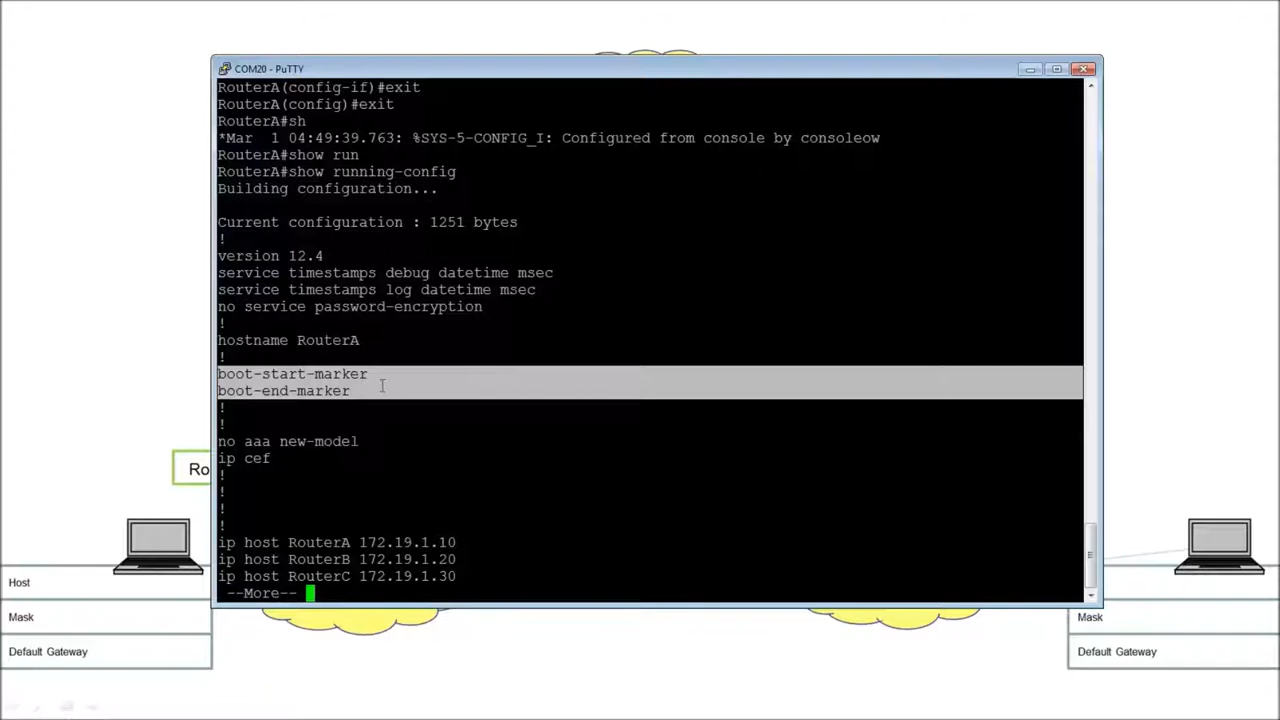 COM20 - PuTTY
RouterA(config-if)#exit
RouterA(config)#exit
RouterA#sh
*Mar  1 04:49:39.763: %SYS-5-CONFIG_I: Configured from console by consoleow
RouterA#show run
RouterA#show running-config
Building configuration...
Current configuration : 1251 bytes
!
version 12.4
service timestamps debug datetime msec
service timestamps log datetime msec
no service password-encryption
!
hostname RouterA
!
boot-start-marker
boot-end-marker
!
!
no aaa new-model
ip cef
!
!
!
!
ip host RouterA 172.19.1.10
ip host RouterB 172.19.1.20
ip host RouterC 172.19.1.30
--More--
Ro
Host
Mask
Default Gateway
Mask
Default Gateway